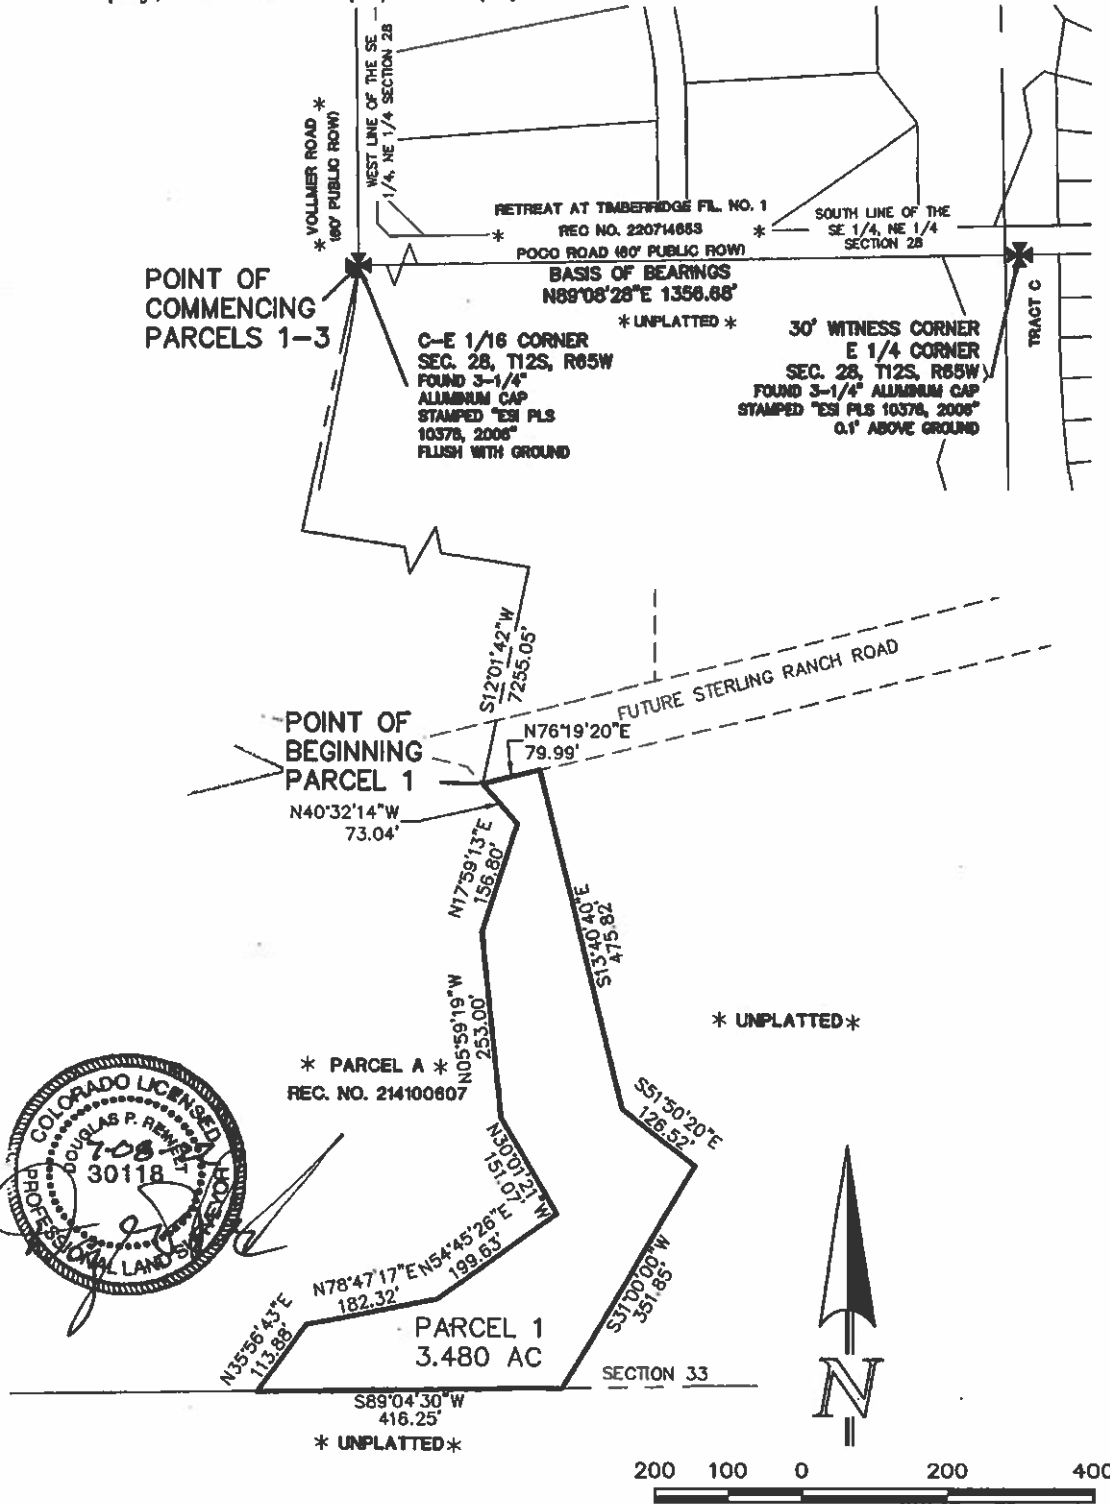 * VOLLMER ROAD *
(60' PUBLIC ROW)
WEST LINE OF THE SE
1/4, NE 1/4 SECTION 28
RETREAT AT TIMBERRIDGE FIL. NO. 1
* REC NO. 220714653 *
SOUTH LINE OF THE
SE 1/4, NE 1/4
SECTION 28
POCO ROAD (60' PUBLIC ROW)
BASIS OF BEARINGS
N89°08'28"E 1356.68'
* UNPLATTED *
POINT OF
COMMENCING
PARCELS 1-3
C-E 1/16 CORNER
SEC. 28, T12S, R65W
FOUND 3-1/4"
ALUMINUM CAP
STAMPED "ESI PLS
10376, 2006"
FLUSH WITH GROUND
30' WITNESS CORNER
E 1/4 CORNER
SEC. 28, T12S, R65W
FOUND 3-1/4" ALUMINUM CAP
STAMPED "ESI PLS 10376, 2006"
0.1' ABOVE GROUND
TRACT C
S12°01'42"W
7255.05'
FUTURE STERLING RANCH ROAD
POINT OF
BEGINNING
PARCEL 1
N76°19'20"E
79.99'
N40°32'14"W
73.04'
N17°59'13"E
156.80'
S13°40'40"E
475.82'
N05°59'19"W
253.00'
* UNPLATTED *
* PARCEL A *
REC. NO. 214100607
S51°50'20"E
126.52'
N30°01'21"W
151.07'
COLORADO LICENSED
DOUGLAS P. REINELT
30118
PROFESSIONAL LAND SURVEYOR
N54°45'26"E
199.63'
N78°47'17"E
182.32'
S31°00'00"W
351.85'
N35°56'43"E
113.88'
PARCEL 1
3.480 AC
SECTION 33
S89°04'30"W
416.25'
* UNPLATTED *
N
200 100 0 200 400